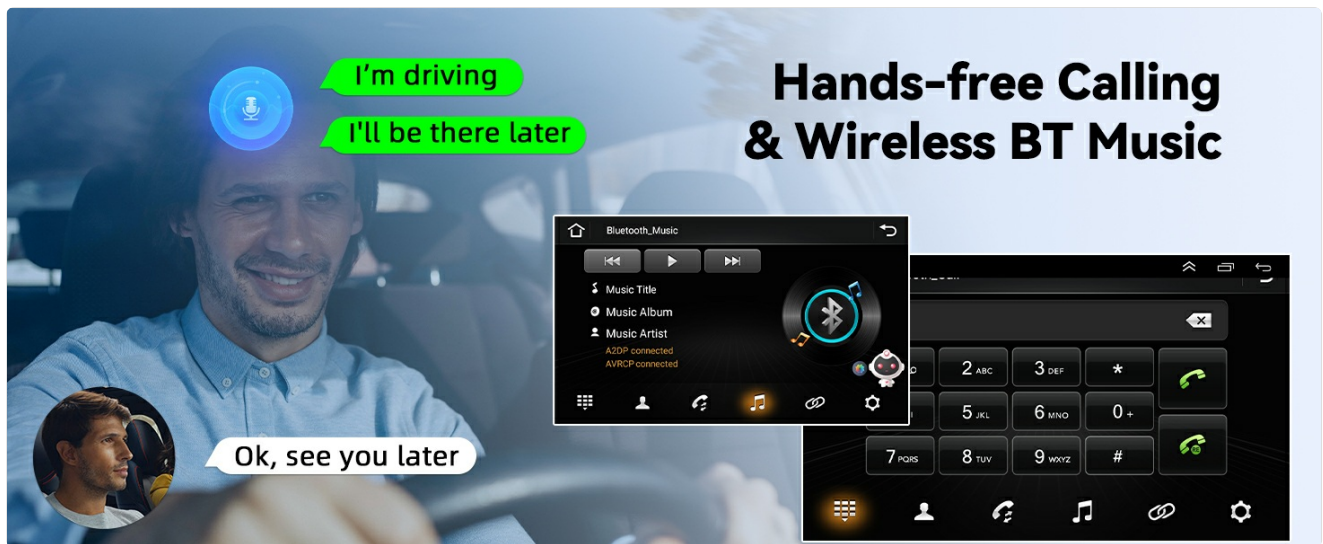 I'm driving
I'll be there later
Hands-free Calling
& Wireless BT Music
Bluetooth_Music
Music Title
Music Album
Music Artist
A2DP connected
AVRCP connected
2 ABC
3 DEF
*
5 JKL
6 MNO
0 +
7 PQRS
8 TUV
9 WXYZ
#
Ok, see you later